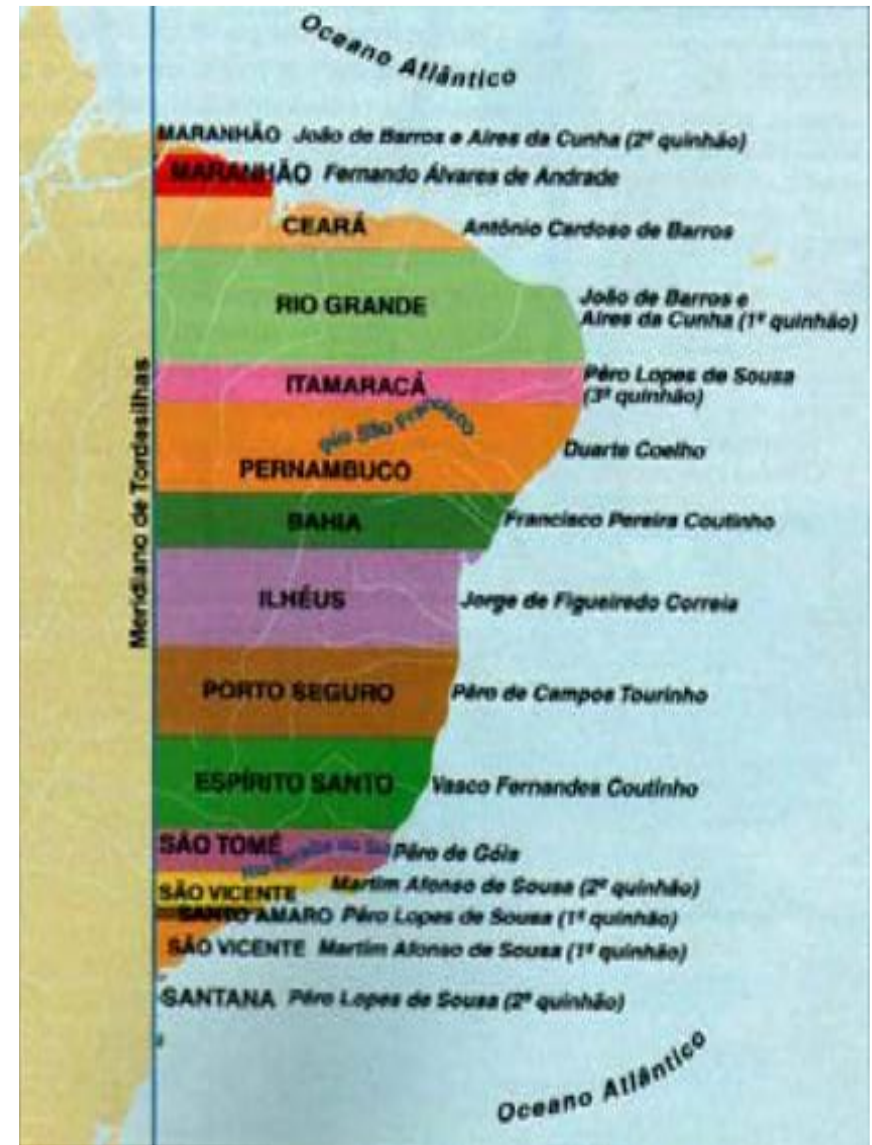 Oceano Atlântico
MARANHÃO João de Barros e Aires da Cunha (2º quinhão)
MARANHÃO Fernando Álvares de Andrade
CEARÁ Antônio Cardoso de Barros
RIO GRANDE João de Barros e
Aires da Cunha (1º quinhão)
ITAMARACÁ Pêro Lopes de Sousa
(3º quinhão)
Rio São Francisco
PERNAMBUCO Duarte Coelho
BAHIA Francisco Pereira Coutinho
Meridiano de Tordesilhas
ILHÉUS Jorge de Figueiredo Correia
PORTO SEGURO Pêro de Campos Tourinho
ESPÍRITO SANTO Vasco Fernandes Coutinho
SÃO TOMÉ Pêro de Góis
Rio Paraíba do Sul
SÃO VICENTE Martim Afonso de Sousa (2º quinhão)
SANTO AMARO Pêro Lopes de Sousa (1º quinhão)
SÃO VICENTE Martim Afonso de Sousa (1º quinhão)
SANTANA Pêro Lopes de Sousa (2º quinhão)
Oceano Atlântico